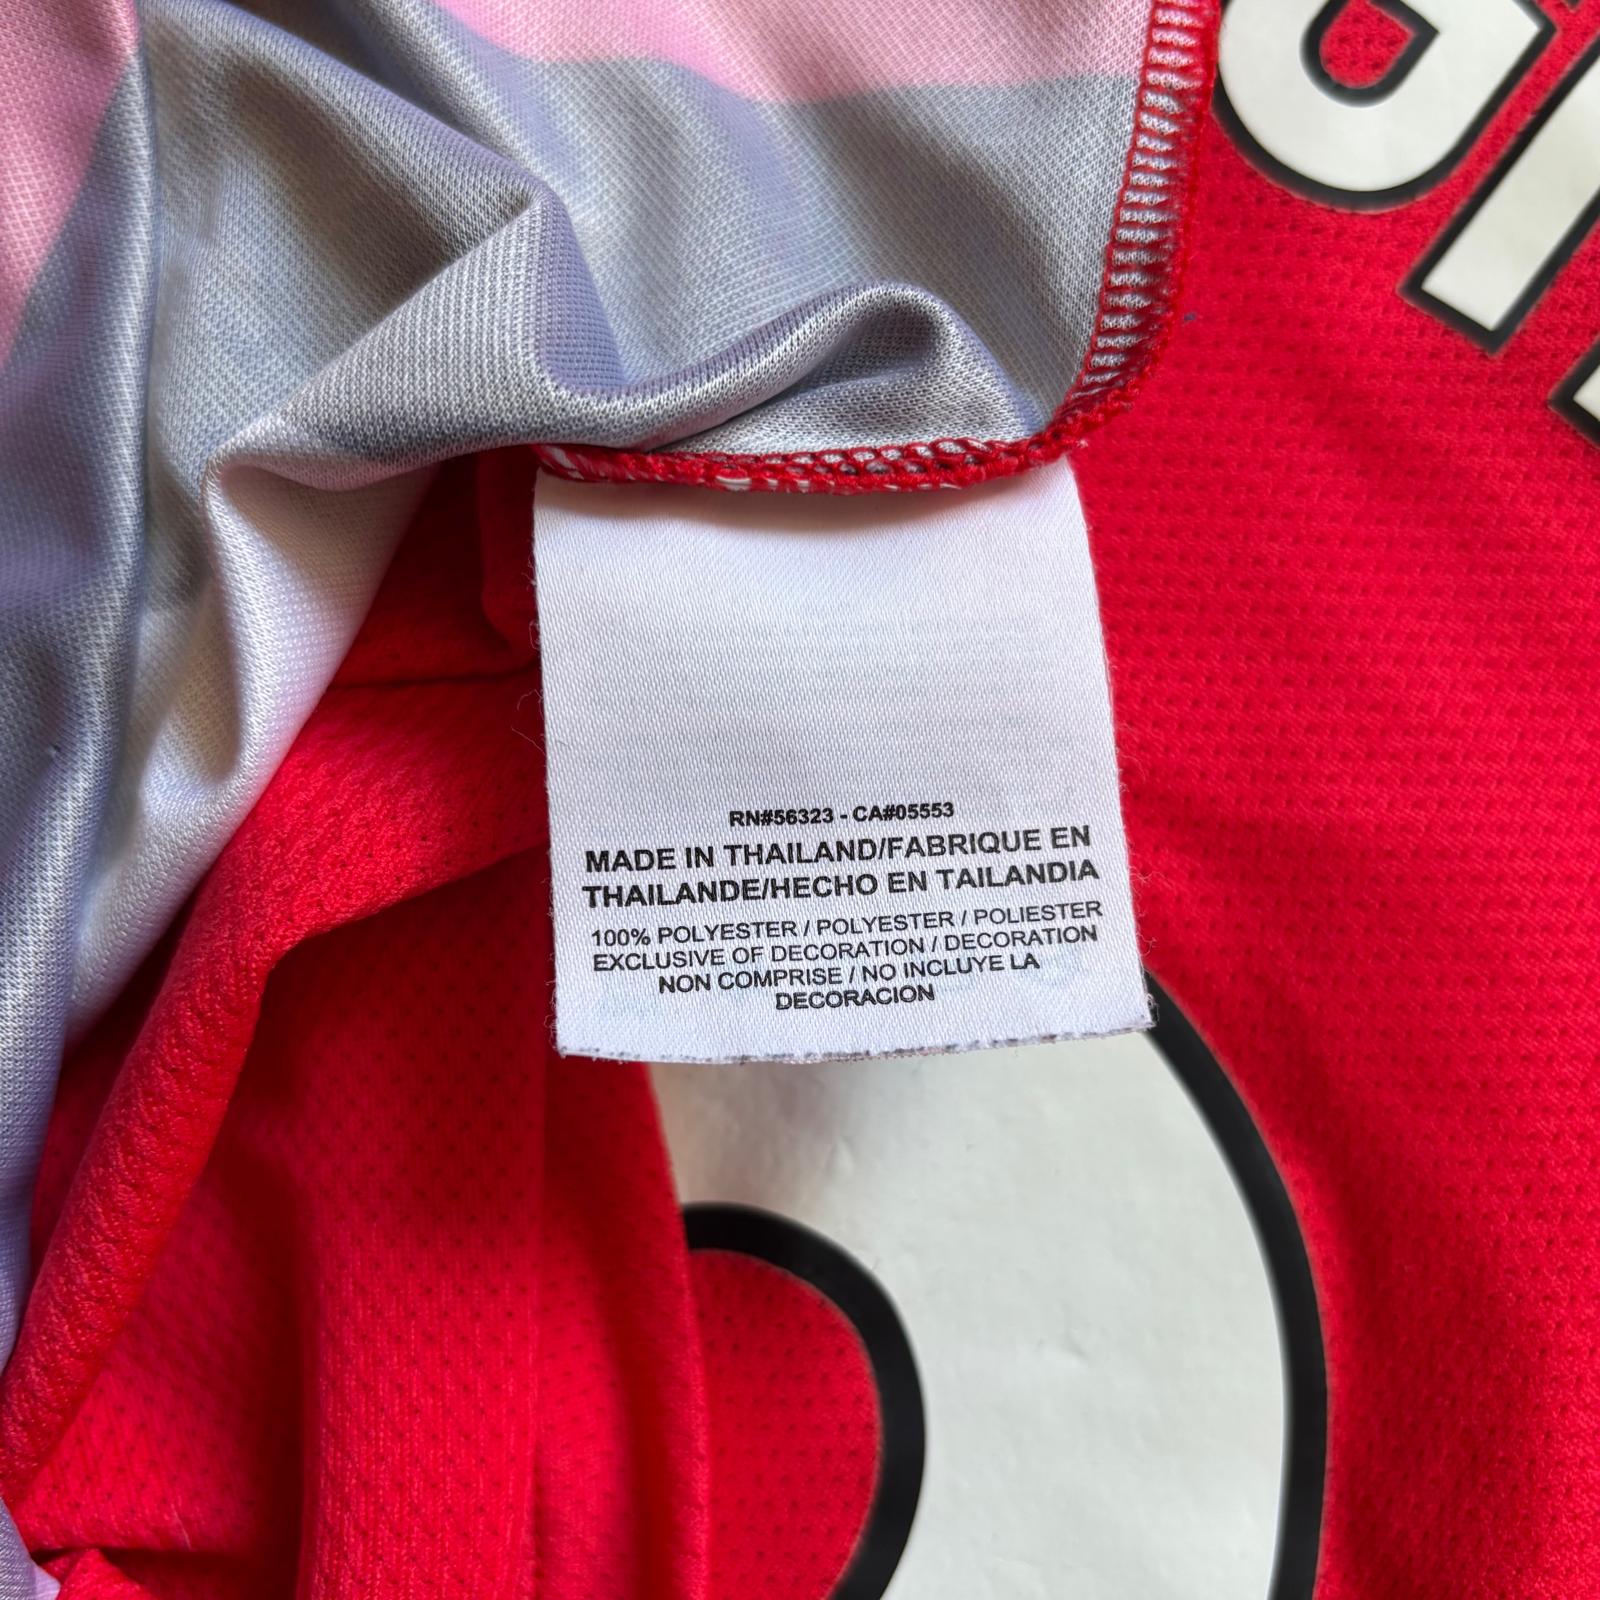 RN#56323 - CA#05553
MADE IN THAILAND/FABRIQUE EN
THAILANDE/HECHO EN TAILANDIA
100% POLYESTER / POLYESTER / POLIESTER
EXCLUSIVE OF DECORATION / DECORATION
NON COMPRISE / NO INCLUYE LA
DECORACION